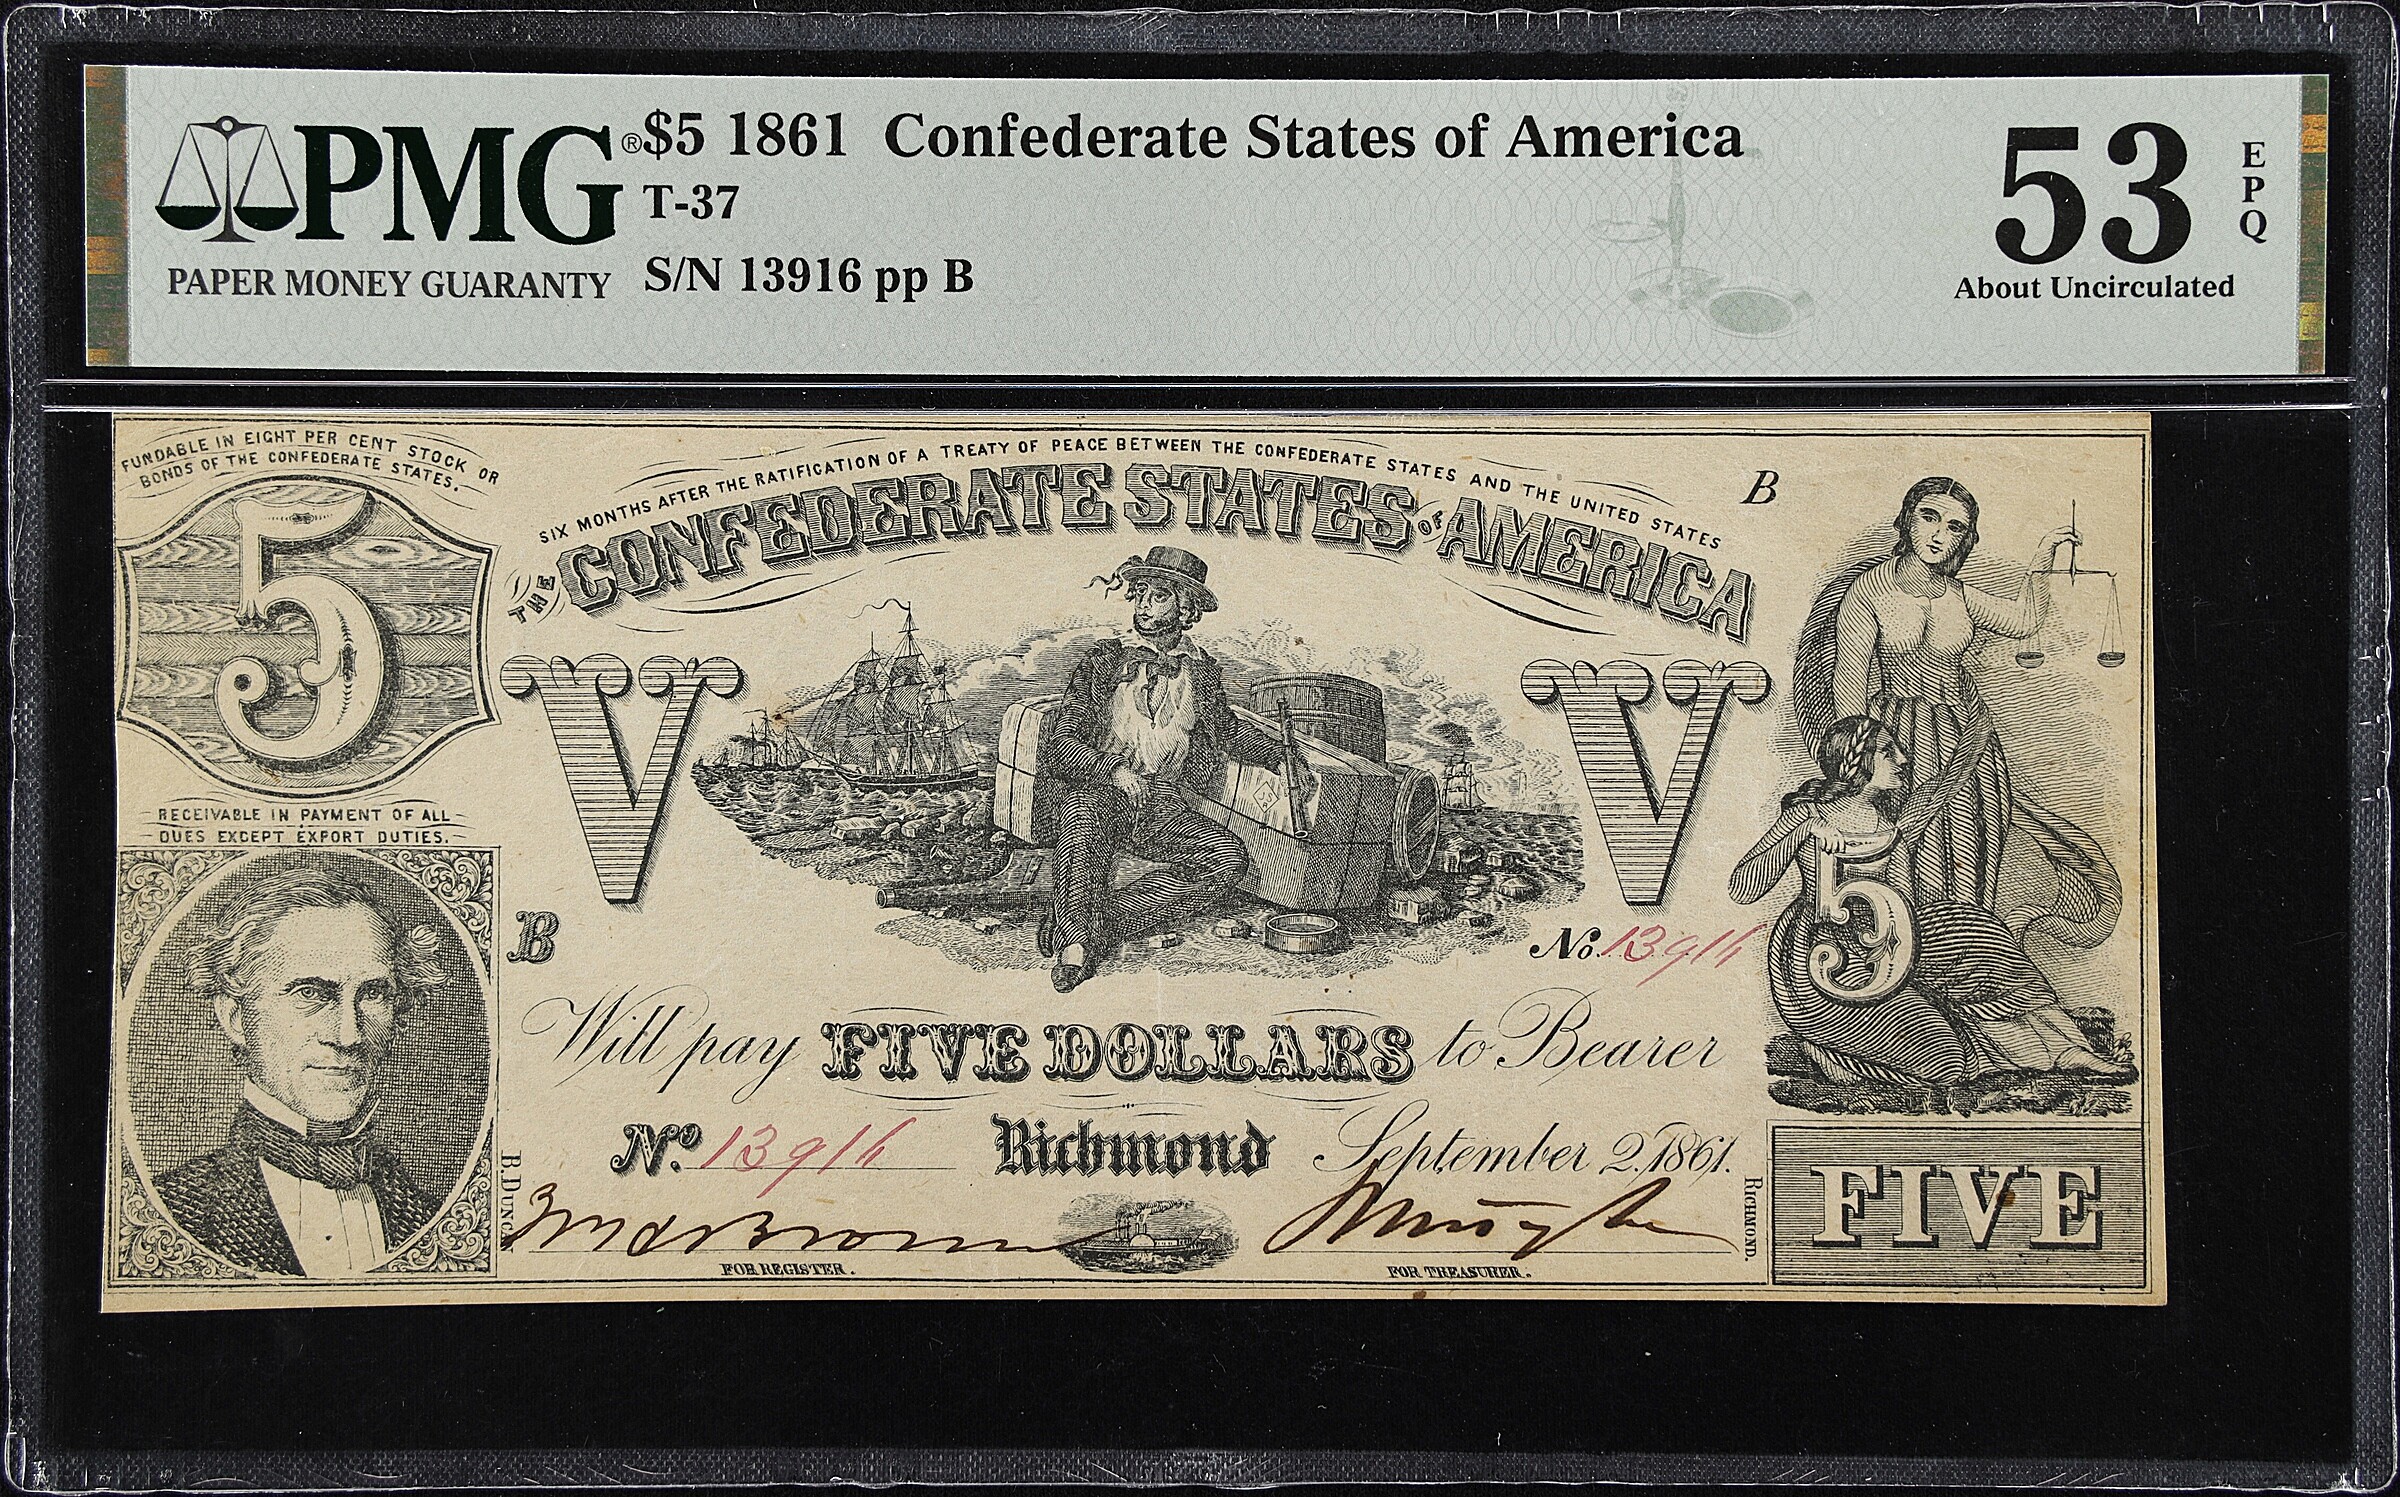 PMG® $5 1861 Confederate States of America
T-37
PAPER MONEY GUARANTY S/N 13916 pp B
53 EPQ
About Uncirculated
FUNDABLE IN EIGHT PER CENT STOCK OR
BONDS OF THE CONFEDERATE STATES.
5
SIX MONTHS AFTER THE RATIFICATION OF A TREATY OF PEACE BETWEEN THE CONFEDERATE STATES AND THE UNITED STATES
THE CONFEDERATE STATES OF AMERICA
B
V V
RECEIVABLE IN PAYMENT OF ALL
DUES EXCEPT EXPORT DUTIES.
5
B
No. 13916
Will pay FIVE DOLLARS to Bearer
No. 13916 Richmond September 2, 1861.
B. DUNCAN
RICHMOND.
FOR REGISTER.
FOR TREASURER.
FIVE